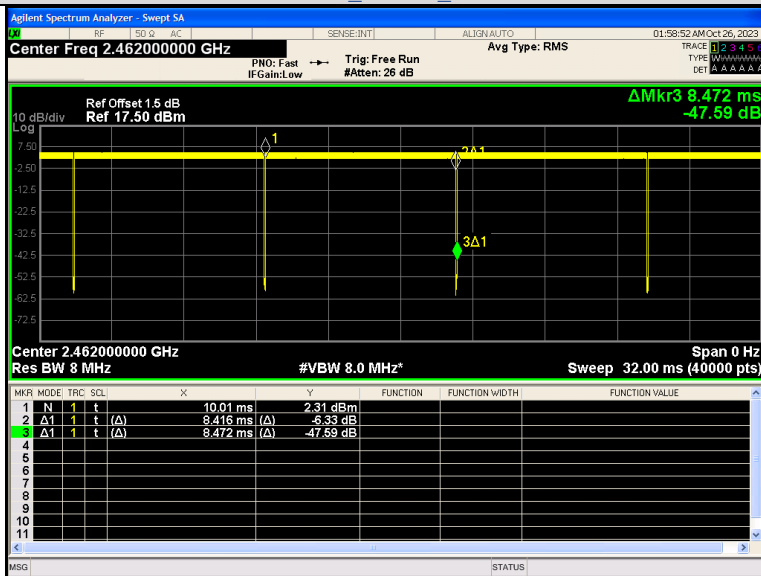 Agilent Spectrum Analyzer - Swept SA
RF 50 Ω AC SENSE:INT ALIGN AUTO 01:58:52 AM Oct 26, 2023
Center Freq 2.462000000 GHz
PNO: Fast
IFGain:Low
Trig: Free Run
#Atten: 26 dB
Avg Type: RMS
TRACE 1 2 3 4 5
TYPE
DET A A A A A
Ref Offset 1.5 dB
Ref 17.50 dBm
10 dB/div
Log
ΔMkr3 8.472 ms
-47.59 dB
7.50
-2.50
-12.5
-22.5
-32.5
-42.5
-52.5
-62.5
-72.5
1
2Δ1
3Δ1
Center 2.462000000 GHz Span 0 Hz
Res BW 8 MHz #VBW 8.0 MHz* Sweep 32.00 ms (40000 pts)
MKR MODE TRC SCL X Y FUNCTION FUNCTION WIDTH FUNCTION VALUE
1 N 1 t 10.01 ms 2.31 dBm
2 Δ1 1 t (Δ) 8.416 ms (Δ) -6.33 dB
3 Δ1 1 t (Δ) 8.472 ms (Δ) -47.59 dB
4
5
6
7
8
9
10
11
MSG STATUS